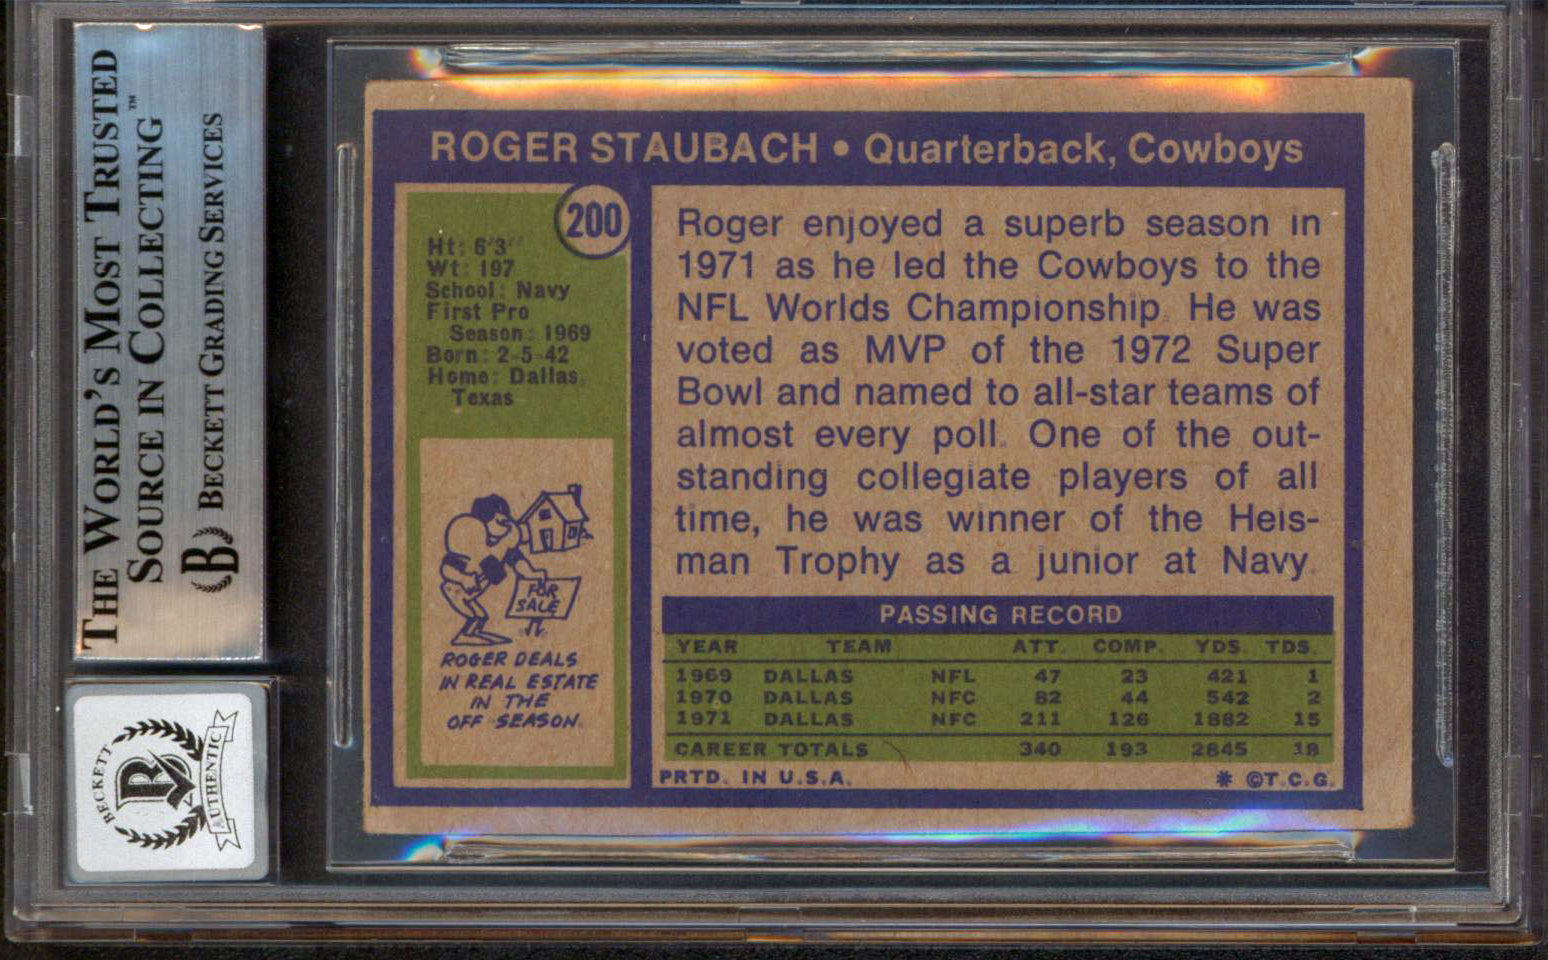 THE WORLD'S MOST TRUSTED
SOURCE IN COLLECTING™
B BECKETT GRADING SERVICES
BECKETT
B
AUTHENTIC
ROGER STAUBACH • Quarterback, Cowboys
200
Ht: 6'3"
Wt: 197
School: Navy
First Pro
Season: 1969
Born: 2-5-42
Home: Dallas,
Texas
FOR
SALE
ROGER DEALS
IN REAL ESTATE
IN THE
OFF SEASON.
Roger enjoyed a superb season in
1971 as he led the Cowboys to the
NFL Worlds Championship. He was
voted as MVP of the 1972 Super
Bowl and named to all-star teams of
almost every poll. One of the out-
standing collegiate players of all
time, he was winner of the Heis-
man Trophy as a junior at Navy.
PASSING RECORD
YEAR TEAM ATT. COMP. YDS. TDS.
1969 DALLAS NFL 47 23 421 1
1970 DALLAS NFC 82 44 542 2
1971 DALLAS NFC 211 126 1882 15
CAREER TOTALS 340 193 2845 18
PRTD. IN U.S.A. * ©T.C.G.